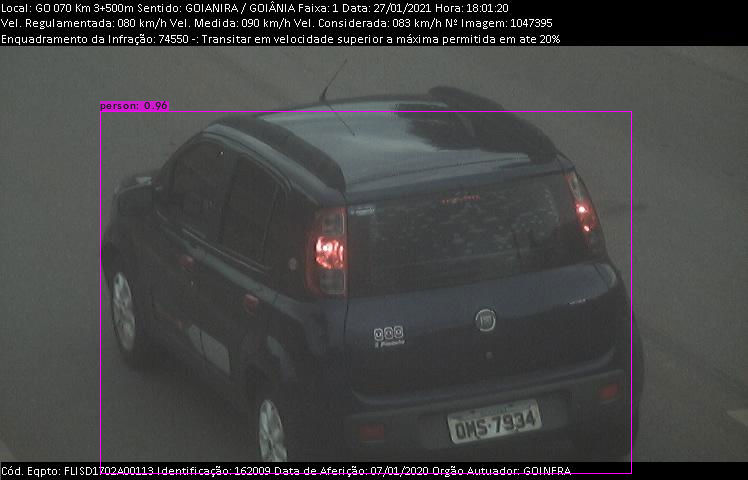 Local: GO 070 Km 3+500m Sentido: GOIANIRA / GOIÂNIA Faixa: 1 Data: 27/01/2021 Hora: 18:01:20
Vel. Regulamentada: 080 km/h Vel. Medida: 090 km/h Vel. Considerada: 083 km/h Nº Imagem: 1047395
Enquadramento da Infração: 74550 -: Transitar em velocidade superior a máxima permitida em ate 20%
person: 0.96
OMS·7934
Cód. Eqpto: FLISD1702A00113 Identificação: 162009 Data de Aferição: 07/01/2020 Orgão Autuador: GOINFRA